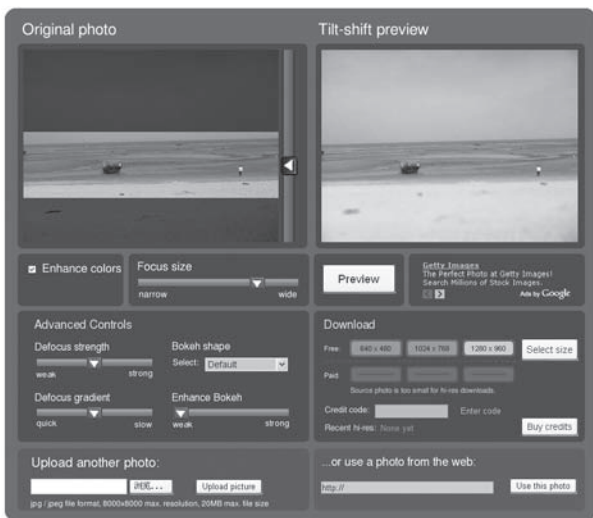 Original photo
Tilt-shift preview
Enhance colors
Focus size
narrow
wide
Preview
Getty Images
The Perfect Photo at Getty Images!
Search Millions of Stock Images.
Ads by Google
Advanced Controls
Defocus strength
weak
strong
Bokeh shape
Select:
Default
Defocus gradient
quick
slow
Enhance Bokeh
weak
strong
Download
Free:
640 x 480
1024 x 768
1280 x 960
Select size
Paid:
Source photo is too small for hi-res downloads.
Credit code:
Enter code
Recent hi-res: None yet
Buy credits
Upload another photo:
浏览...
Upload picture
jpg / jpeg file format, 8000x6000 max. resolution, 20MB max. file size
...or use a photo from the web:
http://
Use this photo